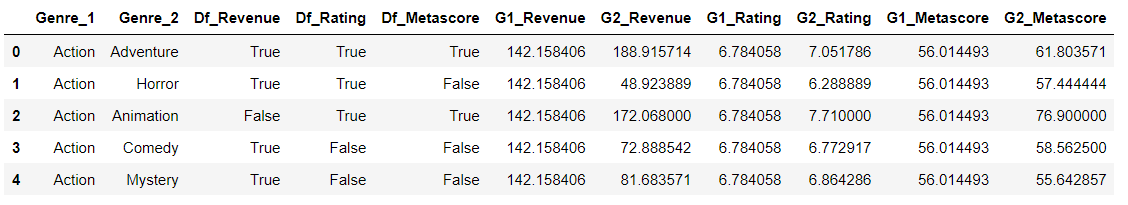 Genre_1 Genre_2 Df_Revenue Df_Rating Df_Metascore G1_Revenue G2_Revenue G1_Rating G2_Rating G1_Metascore G2_Metascore
0 Action Adventure True True True 142.158406 188.915714 6.784058 7.051786 56.014493 61.803571
1 Action Horror True True False 142.158406 48.923889 6.784058 6.288889 56.014493 57.444444
2 Action Animation False True True 142.158406 172.068000 6.784058 7.710000 56.014493 76.900000
3 Action Comedy True False False 142.158406 72.888542 6.784058 6.772917 56.014493 58.562500
4 Action Mystery True False False 142.158406 81.683571 6.784058 6.864286 56.014493 55.642857